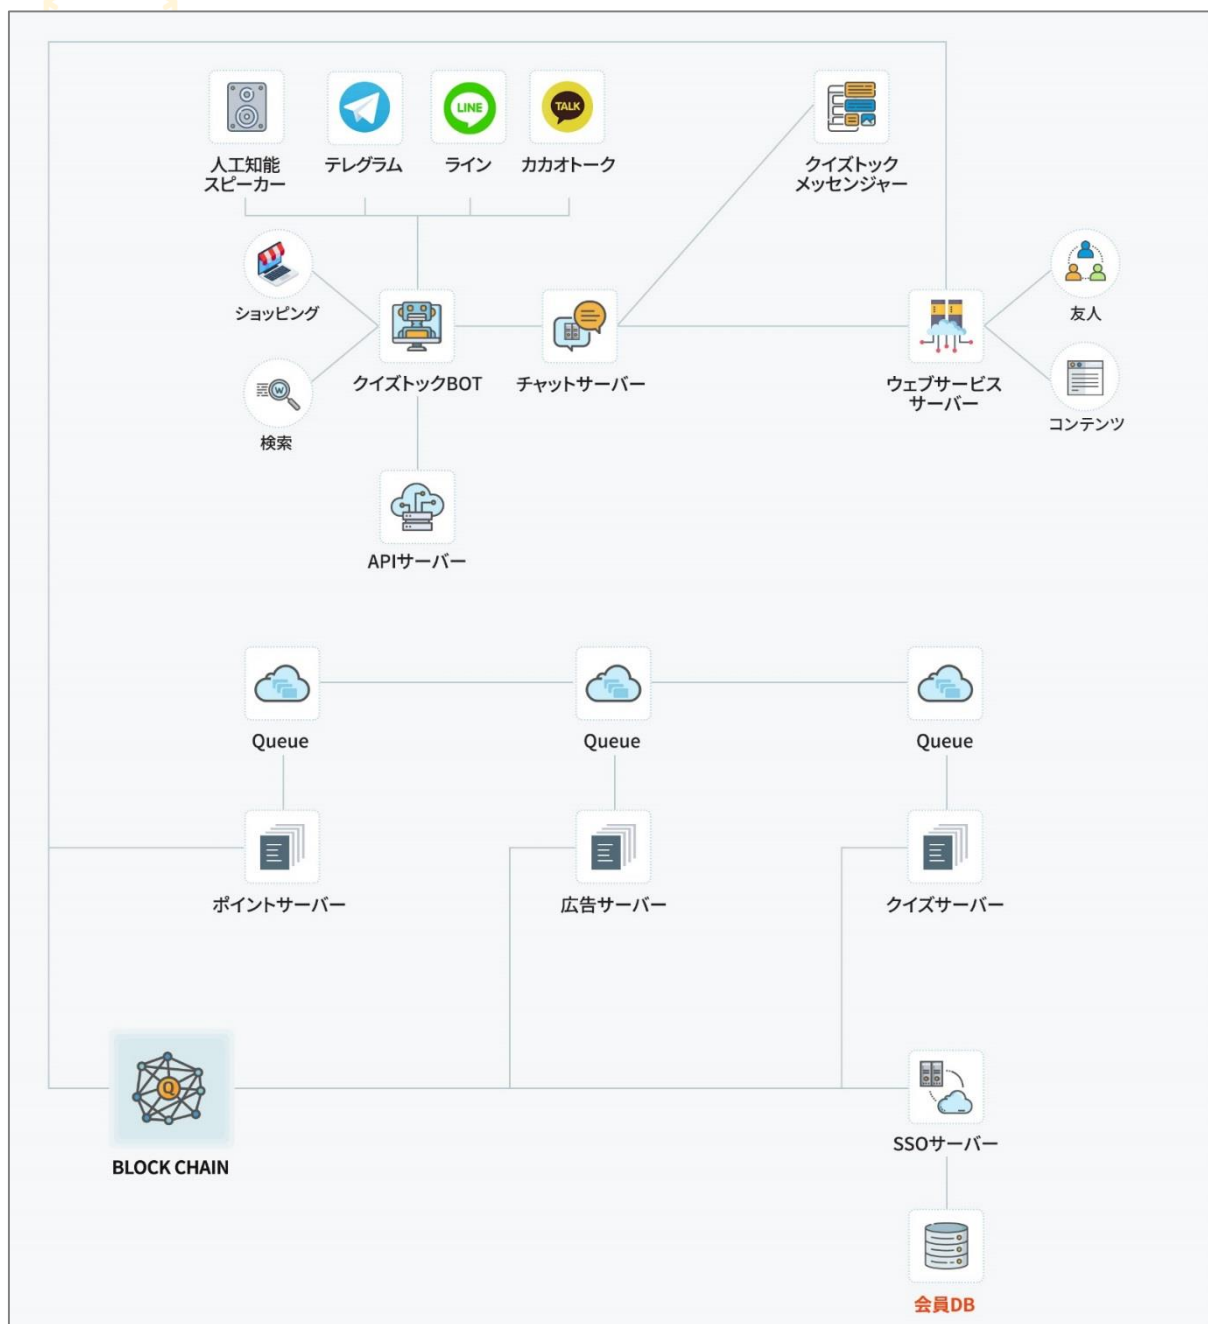 LINE
TALK
人工知能
スピーカー
テレグラム
ライン
カカオトーク
クイズトック
メッセンジャー
ショッピング
友人
クイズトックBOT
チャットサーバー
ウェブサービス
サーバー
W
検索
コンテンツ
APIサーバー
Queue
Queue
Queue
ポイントサーバー
広告サーバー
クイズサーバー
Q
BLOCK CHAIN
SSOサーバー
会員DB